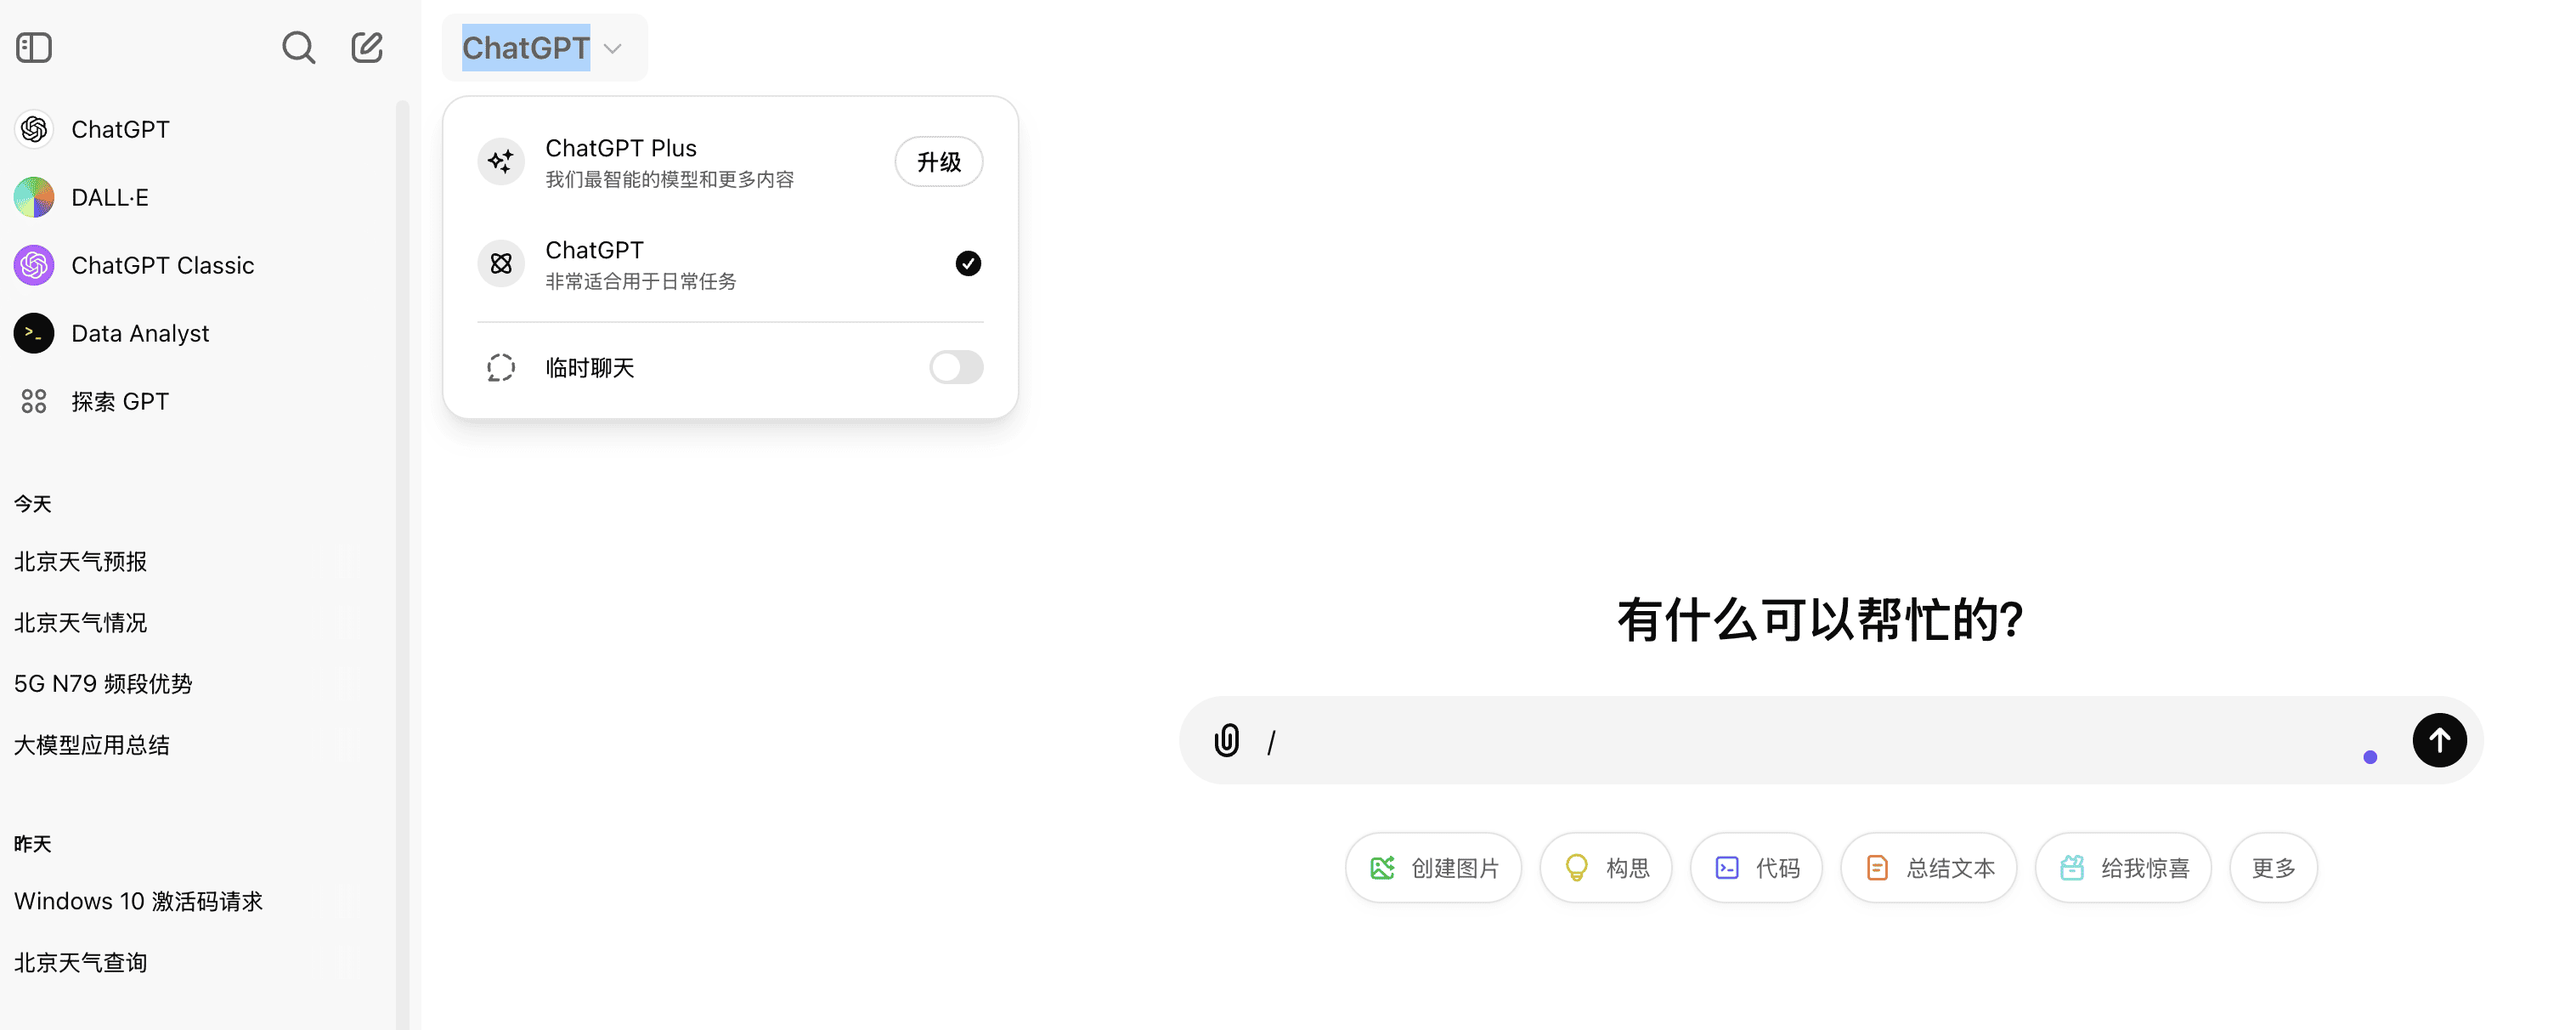 ChatGPT
DALL·E
ChatGPT Classic
Data Analyst
探索 GPT
今天
北京天气预报
北京天气情况
5G N79 频段优势
大模型应用总结
昨天
Windows 10 激活码请求
北京天气查询
ChatGPT
ChatGPT Plus
我们最智能的模型和更多内容
升级
ChatGPT
非常适合用于日常任务
临时聊天
有什么可以帮忙的?
/
创建图片
构思
代码
总结文本
给我惊喜
更多